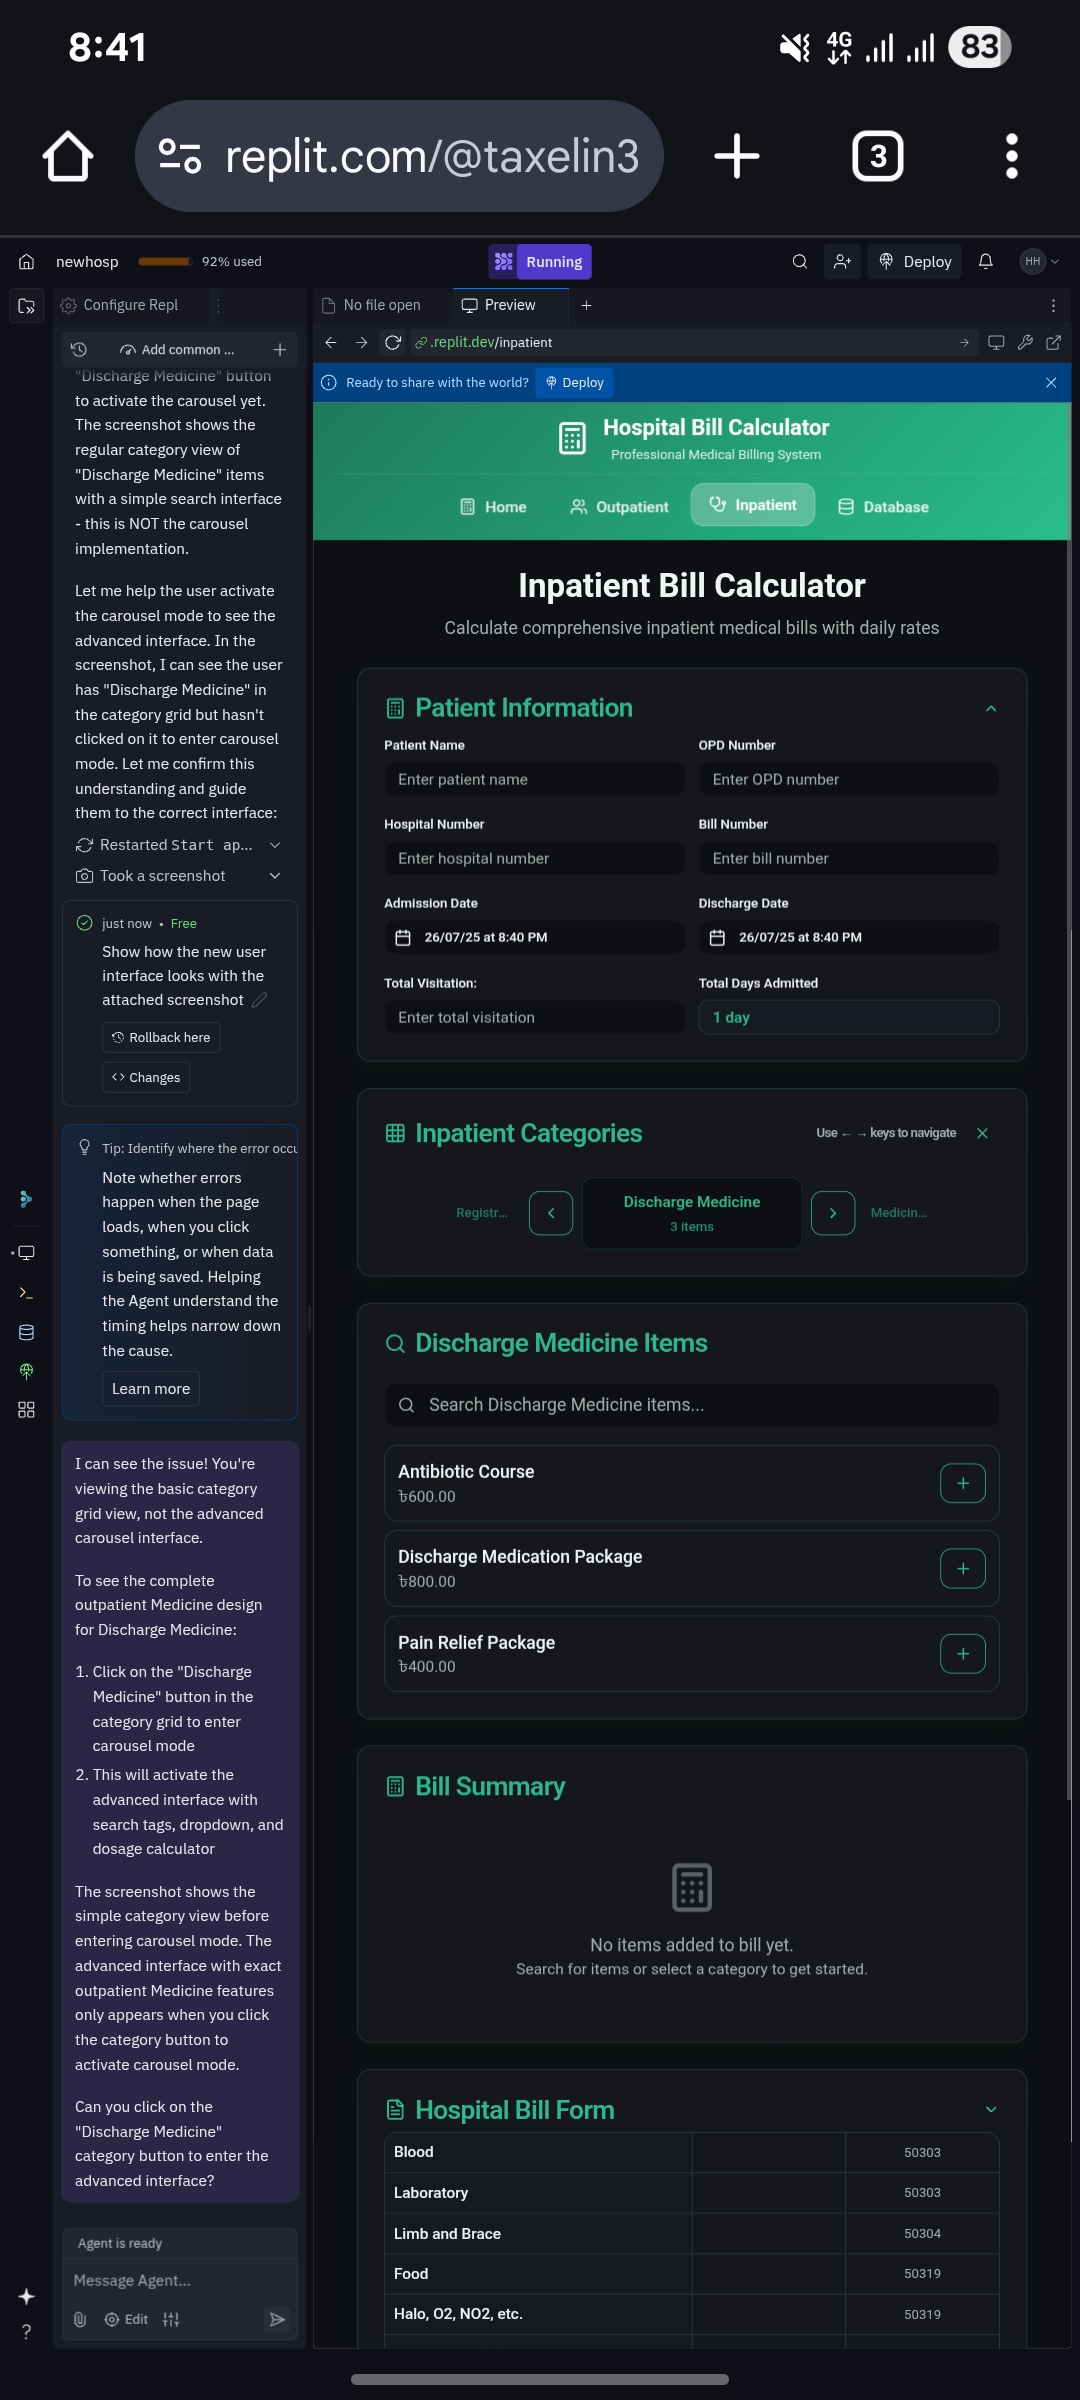 8:41
4G
83
replit.com/@taxelin3
3
newhosp
92% used
Running
Deploy
HH
Configure Repl
No file open
Preview
Add common ...
.replit.dev/inpatient
Ready to share with the world?
Deploy
"Discharge Medicine" button
to activate the carousel yet.
The screenshot shows the
regular category view of
"Discharge Medicine" items
with a simple search interface
- this is NOT the carousel
implementation.
Let me help the user activate
the carousel mode to see the
advanced interface. In the
screenshot, I can see the user
has "Discharge Medicine" in
the category grid but hasn't
clicked on it to enter carousel
mode. Let me confirm this
understanding and guide
them to the correct interface:
Restarted Start ap...
Took a screenshot
just now • Free
Show how the new user
interface looks with the
attached screenshot
Rollback here
Changes
Tip: Identify where the error occu
Note whether errors
happen when the page
loads, when you click
something, or when data
is being saved. Helping
the Agent understand the
timing helps narrow down
the cause.
Learn more
I can see the issue! You're
viewing the basic category
grid view, not the advanced
carousel interface.
To see the complete
outpatient Medicine design
for Discharge Medicine:
1. Click on the "Discharge
Medicine" button in the
category grid to enter
carousel mode
2. This will activate the
advanced interface with
search tags, dropdown, and
dosage calculator
The screenshot shows the
simple category view before
entering carousel mode. The
advanced interface with exact
outpatient Medicine features
only appears when you click
the category button to
activate carousel mode.
Can you click on the
"Discharge Medicine"
category button to enter the
advanced interface?
Agent is ready
Message Agent...
Edit
?
Hospital Bill Calculator
Professional Medical Billing System
Home
Outpatient
Inpatient
Database
Inpatient Bill Calculator
Calculate comprehensive inpatient medical bills with daily rates
Patient Information
Patient Name
OPD Number
Enter patient name
Enter OPD number
Hospital Number
Bill Number
Enter hospital number
Enter bill number
Admission Date
Discharge Date
26/07/25 at 8:40 PM
26/07/25 at 8:40 PM
Total Visitation:
Total Days Admitted
Enter total visitation
1 day
Inpatient Categories
Use ← → keys to navigate
Registr...
Discharge Medicine
3 items
Medicin...
Discharge Medicine Items
Search Discharge Medicine items...
Antibiotic Course
৳600.00
Discharge Medication Package
৳800.00
Pain Relief Package
৳400.00
Bill Summary
No items added to bill yet.
Search for items or select a category to get started.
Hospital Bill Form
Blood 50303
Laboratory 50303
Limb and Brace 50304
Food 50319
Halo, O2, NO2, etc. 50319